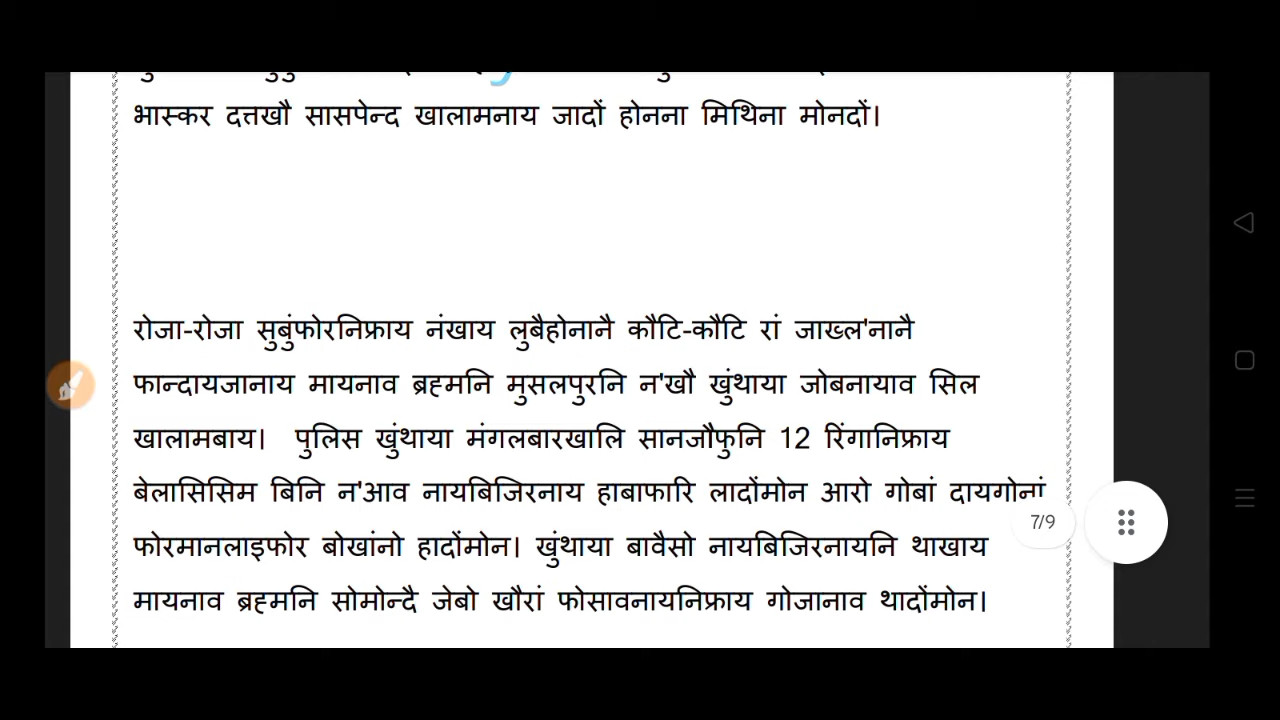 भास्कर दत्तखौ सासपेन्द खालामनाय जादों होनना मिथिना मोनदों।
रोजा-रोजा सुबुंफोरनिफ्राय नंखाय लुबैहोनानै कौटि-कौटि रां जाख्ल'नानै
फान्दायजानाय मायनाव ब्रह्मनि मुसलपुरनि न'खौ खुंथाया जोबनायाव सिल
खालामबाय। पुलिस खुंथाया मंगलबारखालि सानजौफुनि 12 रिंगानिफ्राय
बेलासिसिम बिनि न'आव नायबिजिरनाय हाबाफारि लादोंमोन आरो गोबां दायगोनां
7/9
फोरमानलाइफोर बोखांनो हादोंमोन। खुंथाया बावैसो नायबिजिरनायनि थाखाय
मायनाव ब्रह्मनि सोमोन्दै जेबो खौरां फोसावनायनिफ्राय गोजानाव थादोंमोन।